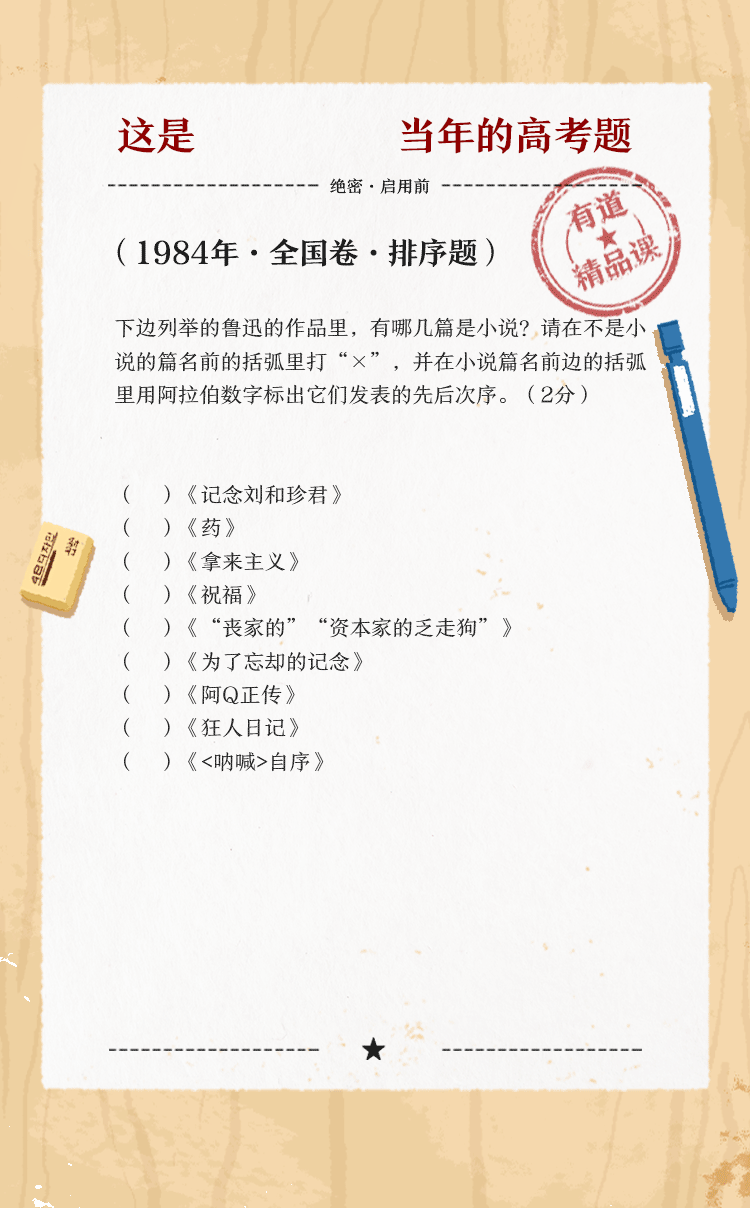 这是 当年的高考题
绝密·启用前
有道
精品课
（1984年·全国卷·排序题）
下边列举的鲁迅的作品里，有哪几篇是小说？请在不是小
说的篇名前的括弧里打“×”，并在小说篇名前边的括弧
里用阿拉伯数字标出它们发表的先后次序。（2分）
（ ）《记念刘和珍君》
（ ）《药》
（ ）《拿来主义》
（ ）《祝福》
（ ）《“丧家的”“资本家的乏走狗”》
（ ）《为了忘却的记念》
（ ）《阿Q正传》
（ ）《狂人日记》
（ ）《<呐喊>自序》